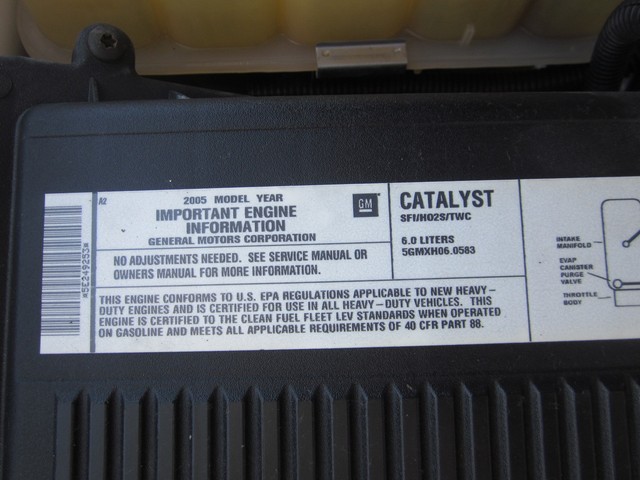 A2
2005 MODEL YEAR
IMPORTANT ENGINE
INFORMATION
GENERAL MOTORS CORPORATION
GM
NO ADJUSTMENTS NEEDED. SEE SERVICE MANUAL OR
OWNERS MANUAL FOR MORE INFORMATION.
CATALYST
SFI/HO2S/TWC
6.0 LITERS
5GMXH06.0583
THIS ENGINE CONFORMS TO U.S. EPA REGULATIONS APPLICABLE TO NEW HEAVY-
DUTY ENGINES AND IS CERTIFIED FOR USE IN ALL HEAVY-DUTY VEHICLES. THIS
ENGINE IS CERTIFIED TO THE CLEAN FUEL FLEET LEV STANDARDS WHEN OPERATED
ON GASOLINE AND MEETS ALL APPLICABLE REQUIREMENTS OF 40 CFR PART 88.
INTAKE
MANIFOLD
EVAP
CANISTER
PURGE
VALVE
THROTTLE
BODY
*5E249253*